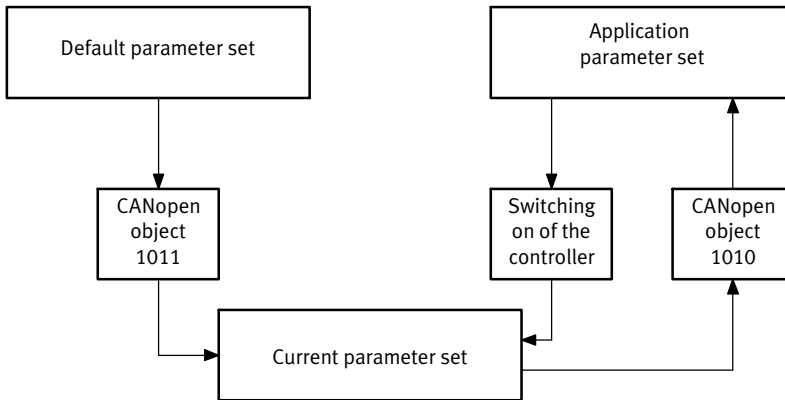 Default parameter set
Application
parameter set
CANopen
object
1011
Switching
on of the
controller
CANopen
object
1010
Current parameter set